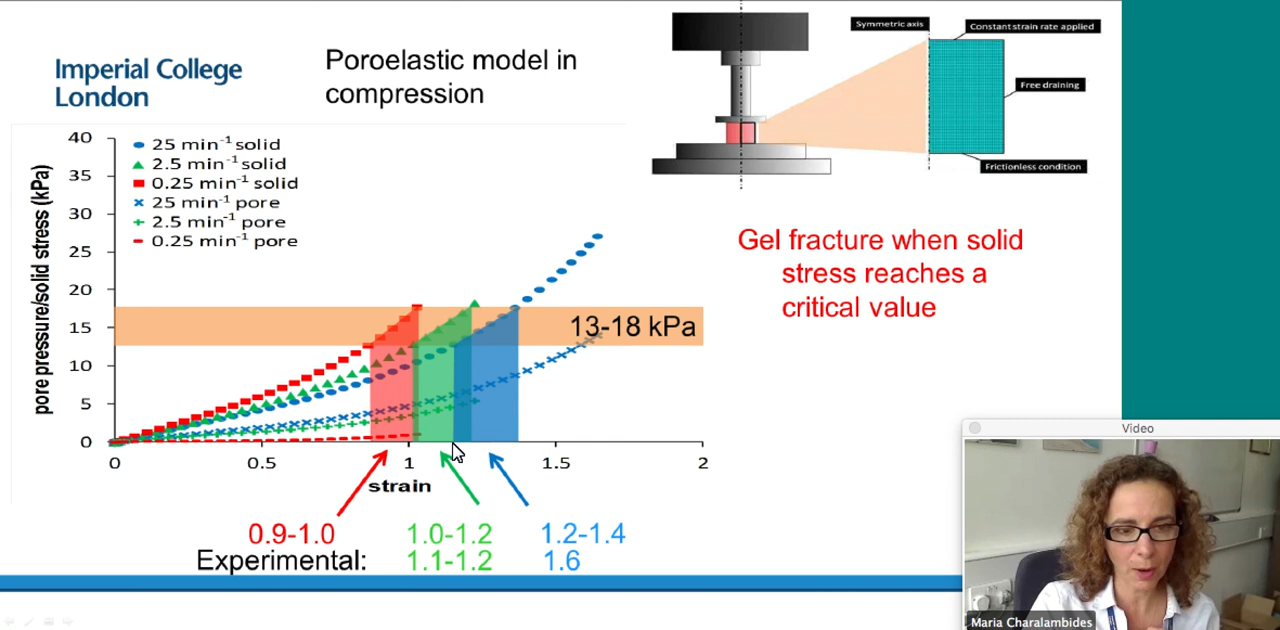 Imperial College
London
Poroelastic model in
compression
Symmetric axis
Constant strain rate applied
Free draining
Frictionless condition
pore pressure/solid stress (kPa)
40
35
30
25
20
15
10
5
0
25 min⁻¹ solid
2.5 min⁻¹ solid
0.25 min⁻¹ solid
25 min⁻¹ pore
2.5 min⁻¹ pore
0.25 min⁻¹ pore
13-18 kPa
0 0.5 1 1.5 2
strain
Gel fracture when solid
stress reaches a
critical value
0.9-1.0 1.0-1.2 1.2-1.4
Experimental: 1.1-1.2 1.6
Video
Maria Charalambides